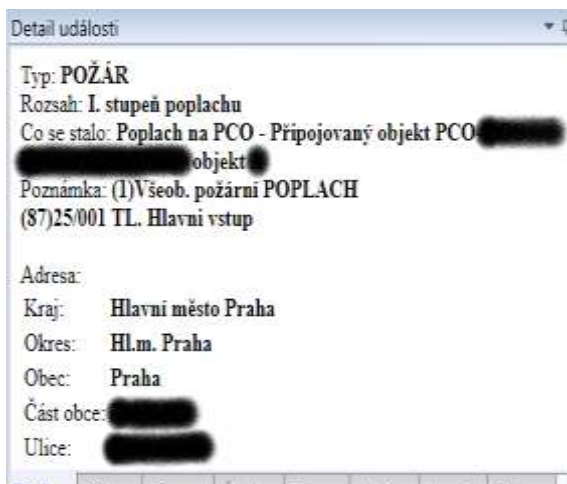 Detail události
Typ: POŽÁR
Rozsah: I. stupeň poplachu
Co se stalo: Poplach na PCO - Připojovaný objekt PCO
objekt
Poznámka: (1)Všeob. požární POPLACH
(87)25/001 TL. Hlavní vstup
Adresa:
Kraj: Hlavní město Praha
Okres: Hl.m. Praha
Obec: Praha
Část obce:
Ulice: